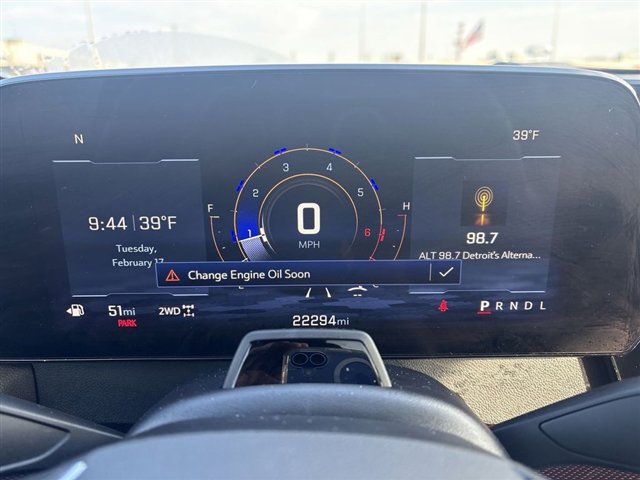 N
39°F
9:44 | 39°F
Tuesday,
February 17
98.7
ALT 98.7 Detroit's Alterna...
1 2 3 4 5 6
F
H
0
MPH
Change Engine Oil Soon
51mi
PARK
2WD
22294mi
P R N D L